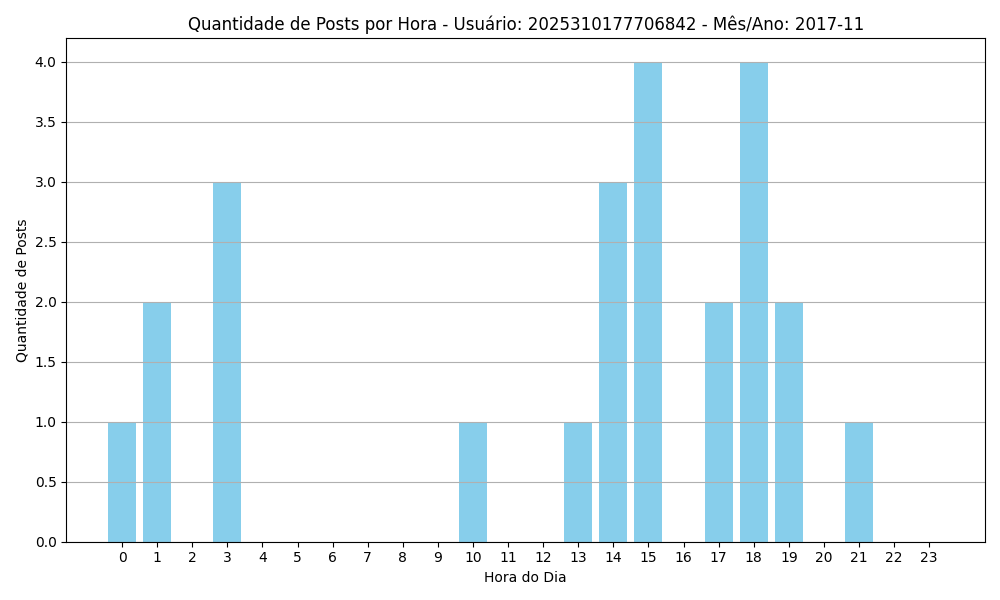 Quantidade de Posts por Hora - Usuário: 2025310177706842 - Mês/Ano: 2017-11
Quantidade de Posts
4.0
3.5
3.0
2.5
2.0
1.5
1.0
0.5
0.0
0 1 2 3 4 5 6 7 8 9 10 11 12 13 14 15 16 17 18 19 20 21 22 23
Hora do Dia